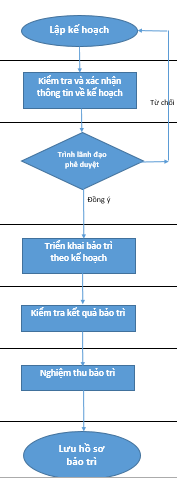 Lập kế hoạch
Kiểm tra và xác nhận
thông tin về kế hoạch
Từ chối
Trình lãnh đạo
phê duyệt
Đồng ý
Triển khai bảo trì
theo kế hoạch
Kiểm tra kết quả bảo trì
Nghiệm thu bảo trì
Lưu hồ sơ
bảo trì